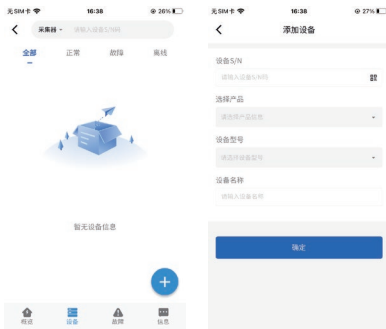 无SIM卡
16:38
26%
采集器
请输入设备S/N码
全部 正常 故障 离线
暂无设备信息
概览 设备 故障 信息
无SIM卡
16:38
27%
添加设备
设备S/N
请输入设备S/N码
选择产品
请选择产品名称
设备型号
请选择设备型号
设备名称
请输入设备名称
确定